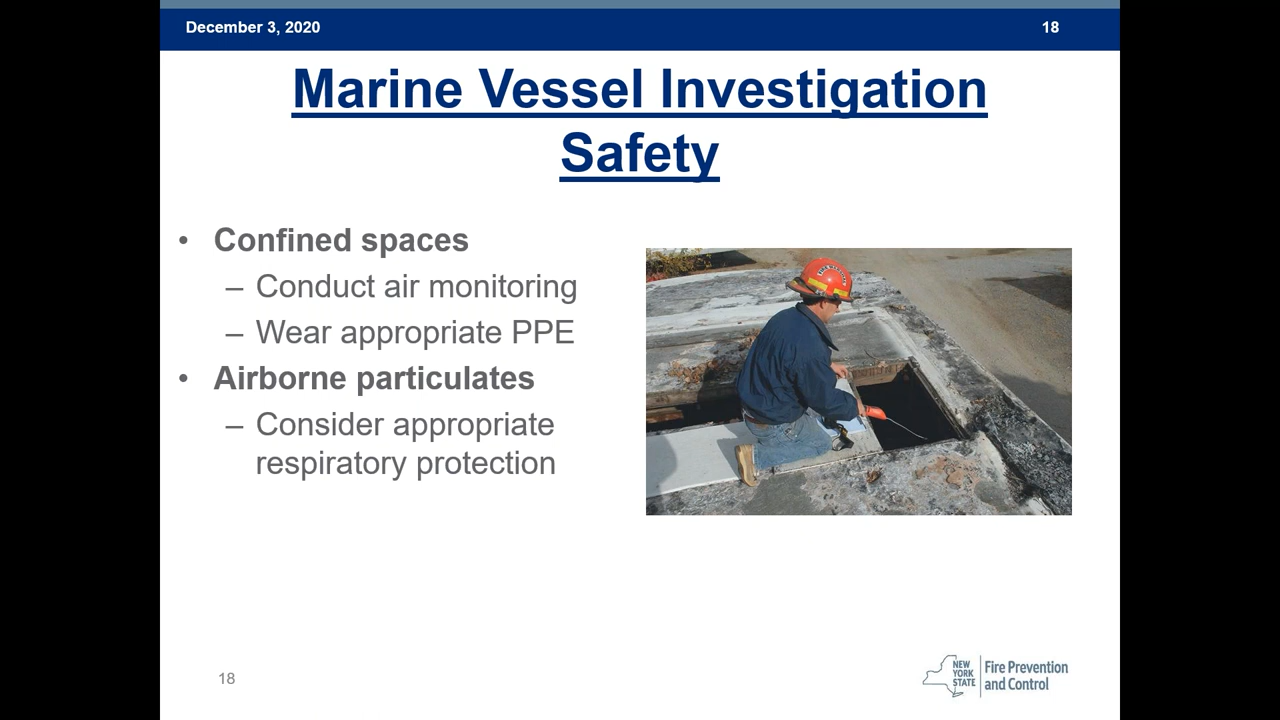 December 3, 2020
18
Marine Vessel Investigation
Safety
• Confined spaces
– Conduct air monitoring
– Wear appropriate PPE
• Airborne particulates
– Consider appropriate
respiratory protection
18
NEW
YORK
STATE
Fire Prevention
and Control